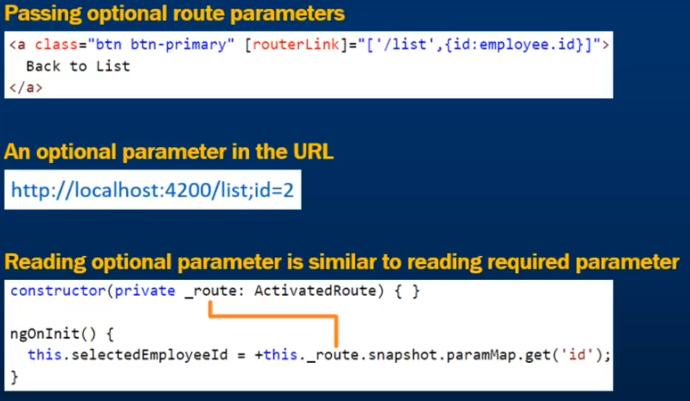 Passing optional route parameters
<a class="btn btn-primary" [routerLink]="['/list',{id:employee.id}]">
Back to List
</a>
An optional parameter in the URL
http://localhost:4200/list;id=2
Reading optional parameter is similar to reading required parameter
constructor(private _route: ActivatedRoute) { }
ngOnInit() {
this.selectedEmployeeId = +this._route.snapshot.paramMap.get('id');
}